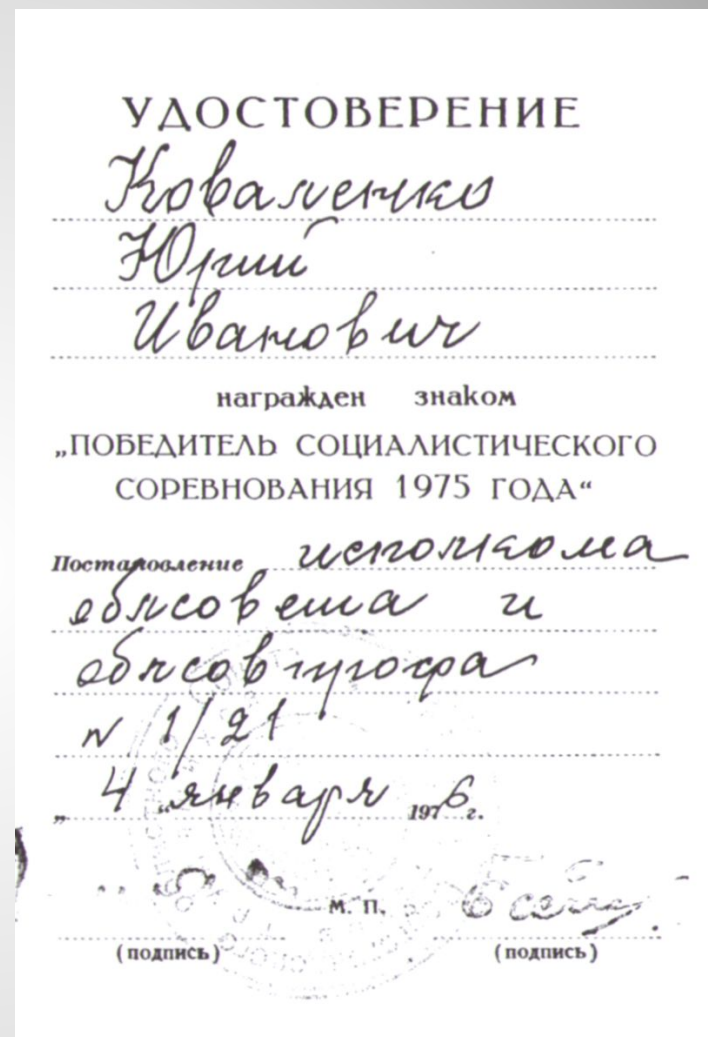 УДОСТОВЕРЕНИЕ
Коваленко
Юрий
Иванович
награжден знаком
„ПОБЕДИТЕЛЬ СОЦИАЛИСТИЧЕСКОГО
СОРЕВНОВАНИЯ 1975 ГОДА“
Постановление исполкома
облсовета и
облсовпрофа
N 1/21
„4„ января 1976 г.
М. П.
(подпись) (подпись)